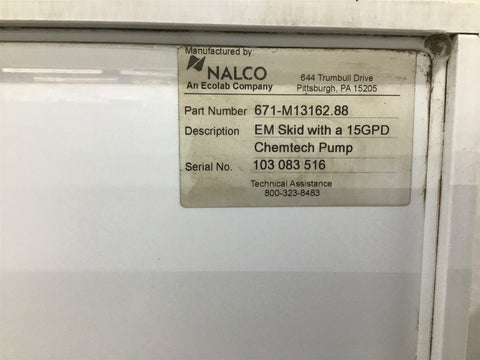 Manufactured by:
NALCO
An Ecolab Company
644 Trumbull Drive
Pittsburgh, PA 15205
Part Number 671-M13162.88
Description EM Skid with a 15GPD
Chemtech Pump
Serial No. 103 083 516
Technical Assistance
800-323-8483